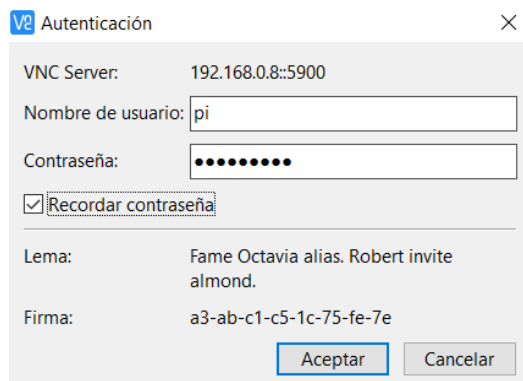 Autenticación
VNC Server: 192.168.0.8::5900
Nombre de usuario: pi
Contraseña: ●●●●●●●●●
Recordar contraseña
Lema: Fame Octavia alias. Robert invite
almond.
Firma: a3-ab-c1-c5-1c-75-fe-7e
Aceptar Cancelar